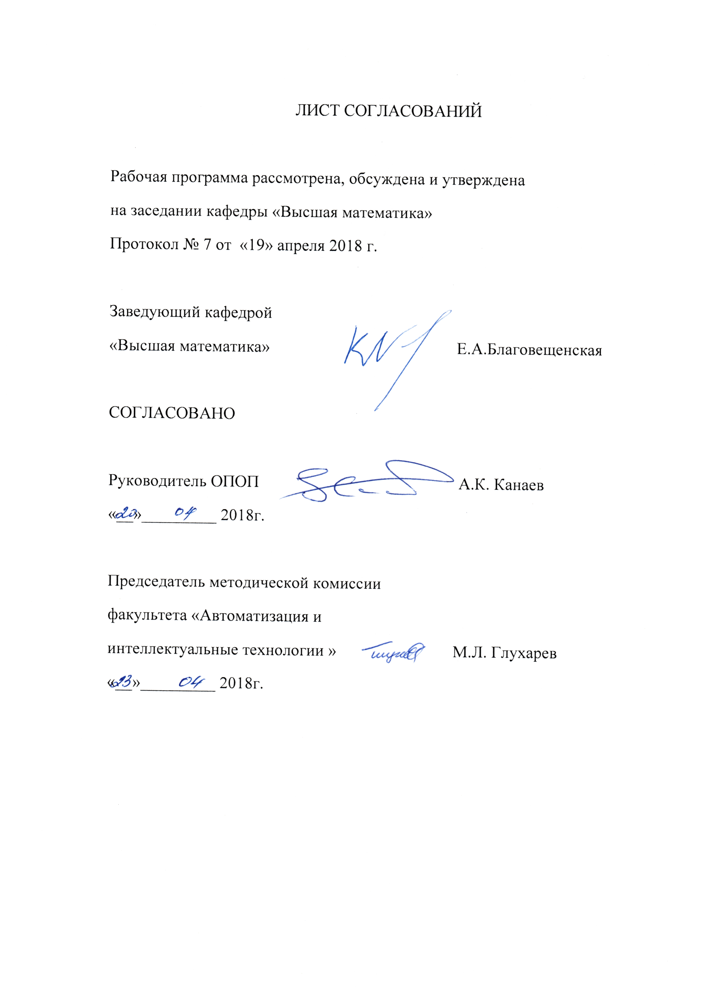 ЛИСТ СОГЛАСОВАНИЙ
Рабочая программа рассмотрена, обсуждена и утверждена
на заседании кафедры «Высшая математика»
Протокол № 7 от «19» апреля 2018 г.
Заведующий кафедрой
«Высшая математика» Е.А.Благовещенская
СОГЛАСОВАНО
Руководитель ОПОП А.К. Канаев
«20» 04 2018г.
Председатель методической комиссии
факультета «Автоматизация и
интеллектуальные технологии » М.Л. Глухарев
«23» 04 2018г.